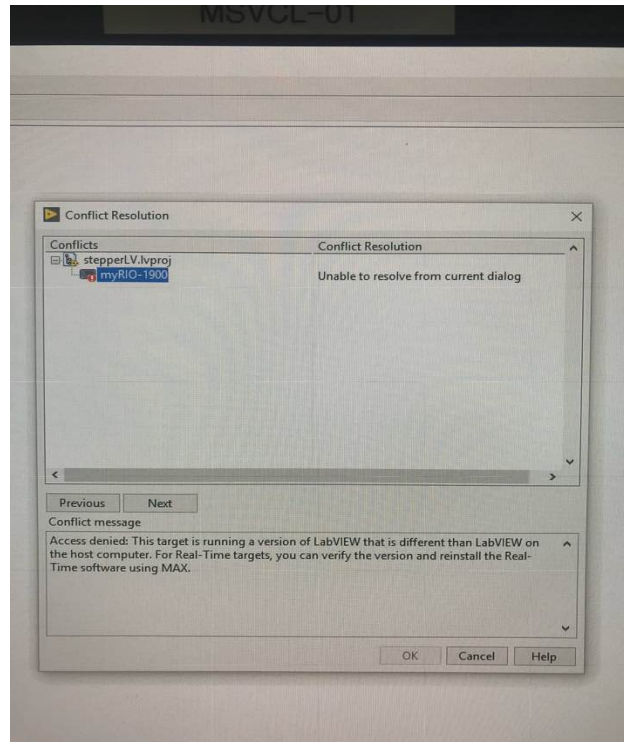 MSVCL-01
Conflict Resolution
Conflicts Conflict Resolution
stepperLV.lvproj
myRIO-1900 Unable to resolve from current dialog
Previous Next
Conflict message
Access denied: This target is running a version of LabVIEW that is different than LabVIEW on
the host computer. For Real-Time targets, you can verify the version and reinstall the Real-
Time software using MAX.
OK Cancel Help